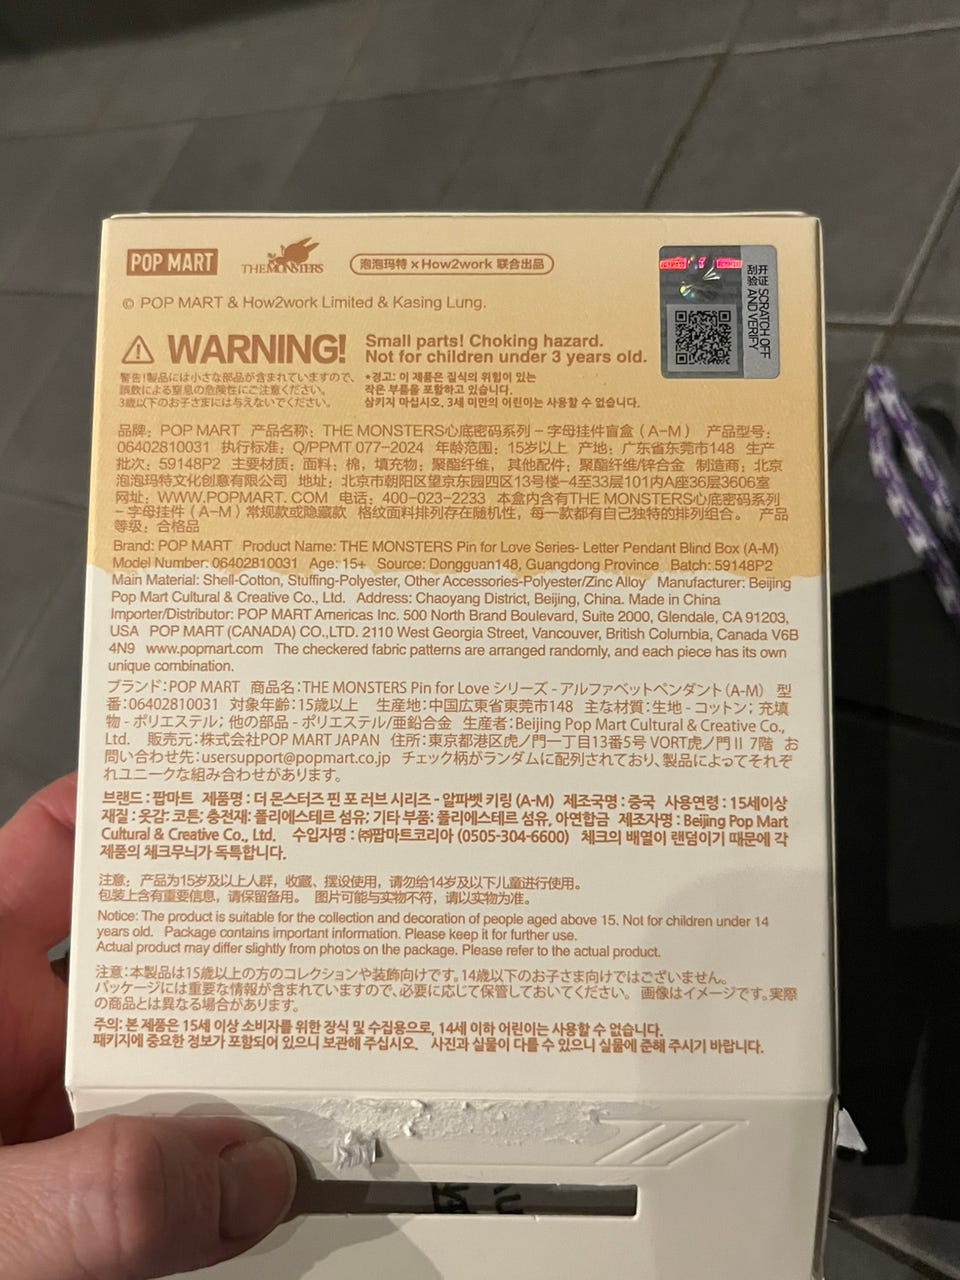 POP MART
THE MONSTERS
泡泡玛特 × How2work 联合出品
刮开验证 SCRATCH OFF AND VERIFY
© POP MART & How2work Limited & Kasing Lung.
WARNING!
Small parts! Choking hazard.
Not for children under 3 years old.
警告!製品には小さな部品が含まれていますので、
誤飲による窒息の危険性にご注意ください。
3歳以下のお子さまには与えないでください。
*경고: 이 제품은 질식의 위험이 있는
작은 부품을 포함하고 있습니다.
삼키지 마십시오. 3세 미만의 어린이는 사용할 수 없습니다.
品牌：POP MART 产品名称：THE MONSTERS心底密码系列－字母挂件盲盒（A–M） 产品型号：
06402810031 执行标准：Q/PPMT 077–2024 年龄范围：15岁以上 产地：广东省东莞市148 生产
批次：59148P2 主要材质：面料：棉，填充物：聚酯纤维，其他配件：聚酯纤维/锌合金 制造商：北京
泡泡玛特文化创意有限公司 地址：北京市朝阳区望京东园四区13号楼-4至33层101内A座36层3606室
网址：WWW.POPMART.COM 电话：400-023-2233 本盒内含有THE MONSTERS心底密码系列
－字母挂件（A–M）常规款或隐藏款 格纹面料排列存在随机性，每一款都有自己独特的排列组合。 产品
等级：合格品
Brand: POP MART Product Name: THE MONSTERS Pin for Love Series- Letter Pendant Blind Box (A-M)
Model Number: 06402810031 Age: 15+ Source: Dongguan148, Guangdong Province Batch: 59148P2
Main Material: Shell-Cotton, Stuffing-Polyester, Other Accessories-Polyester/Zinc Alloy Manufacturer: Beijing
Pop Mart Cultural & Creative Co., Ltd. Address: Chaoyang District, Beijing, China. Made in China
Importer/Distributor: POP MART Americas Inc. 500 North Brand Boulevard, Suite 2000, Glendale, CA 91203,
USA POP MART (CANADA) CO.,LTD. 2110 West Georgia Street, Vancouver, British Columbia, Canada V6B
4N9 www.popmart.com The checkered fabric patterns are arranged randomly, and each piece has its own
unique combination.
ブランド：POP MART 商品名：THE MONSTERS Pin for Love シリーズ - アルファベットペンダント（A-M） 型
番：06402810031 対象年齢：15歳以上 生産地：中国広東省東莞市148 主な材質：生地 - コットン； 充填
物 - ポリエステル； 他の部品 - ポリエステル/亜鉛合金 生産者：Beijing Pop Mart Cultural & Creative Co.,
Ltd. 販売元：株式会社POP MART JAPAN 住所：東京都港区虎ノ門一丁目13番5号 VORT虎ノ門Ⅱ 7階 お
問い合わせ先：usersupport@popmart.co.jp チェック柄がランダムに配列されており、製品によってそれぞ
れユニークな組み合わせがあります。
브랜드 : 팝마트 제품명 : 더 몬스터즈 핀 포 러브 시리즈 - 알파벳 키링 (A-M) 제조국명 : 중국 사용연령 : 15세이상
재질 : 옷감: 코튼; 충전재: 폴리에스테르 섬유; 기타 부품: 폴리에스테르 섬유, 아연합금 제조자명 : Beijing Pop Mart
Cultural & Creative Co., Ltd. 수입자명 : ㈜팝마트코리아 (0505-304-6600) 체크의 배열이 랜덤이기 때문에 각
제품의 체크무늬가 독특합니다.
注意：产品为15岁及以上人群，收藏、摆设使用，请勿给14岁及以下儿童进行使用。
包装上含有重要信息，请保留备用。 图片可能与实物不符，请以实物为准。
Notice: The product is suitable for the collection and decoration of people aged above 15. Not for children under 14
years old. Package contains important information. Please keep it for further use.
Actual product may differ slightly from photos on the package. Please refer to the actual product.
注意：本製品は15歳以上の方のコレクションや装飾向けです。14歳以下のお子さま向けではございません。
パッケージには重要な情報が含まれていますので、必要に応じて保管しておいてください。 画像はイメージです。実際
の商品とは異なる場合があります。
주의: 본 제품은 15세 이상 소비자를 위한 장식 및 수집용으로, 14세 이하 어린이는 사용할 수 없습니다.
패키지에 중요한 정보가 포함되어 있으니 보관해 주십시오. 사진과 실물이 다를 수 있으니 실물에 준해 주시기 바랍니다.